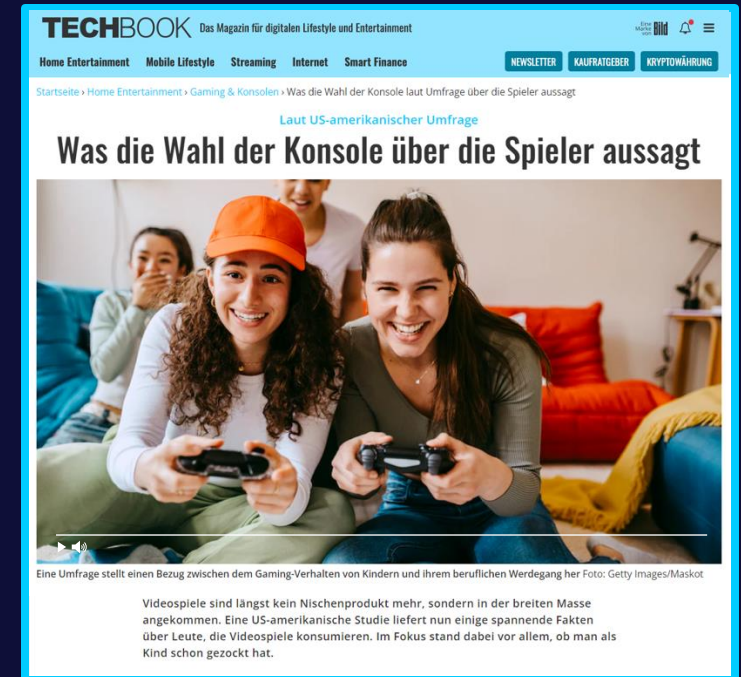 TECHBOOK Das Magazin für digitalen Lifestyle und Entertainment
Eine Marke von Bild
Home Entertainment Mobile Lifestyle Streaming Internet Smart Finance NEWSLETTER KAUFRATGEBER KRYPTOWÄHRUNG
Startseite › Home Entertainment › Gaming & Konsolen › Was die Wahl der Konsole laut Umfrage über die Spieler aussagt
Laut US-amerikanischer Umfrage
Was die Wahl der Konsole über die Spieler aussagt
Eine Umfrage stellt einen Bezug zwischen dem Gaming-Verhalten von Kindern und ihrem beruflichen Werdegang her Foto: Getty Images/Maskot
Videospiele sind längst kein Nischenprodukt mehr, sondern in der breiten Masse
angekommen. Eine US-amerikanische Studie liefert nun einige spannende Fakten
über Leute, die Videospiele konsumieren. Im Fokus stand dabei vor allem, ob man als
Kind schon gezockt hat.